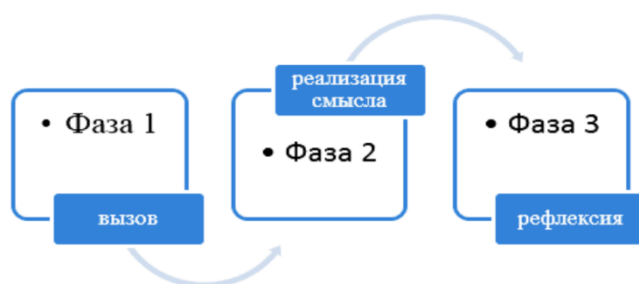 • Фаза 1
вызов
реализация
смысла
• Фаза 2
• Фаза 3
рефлексия